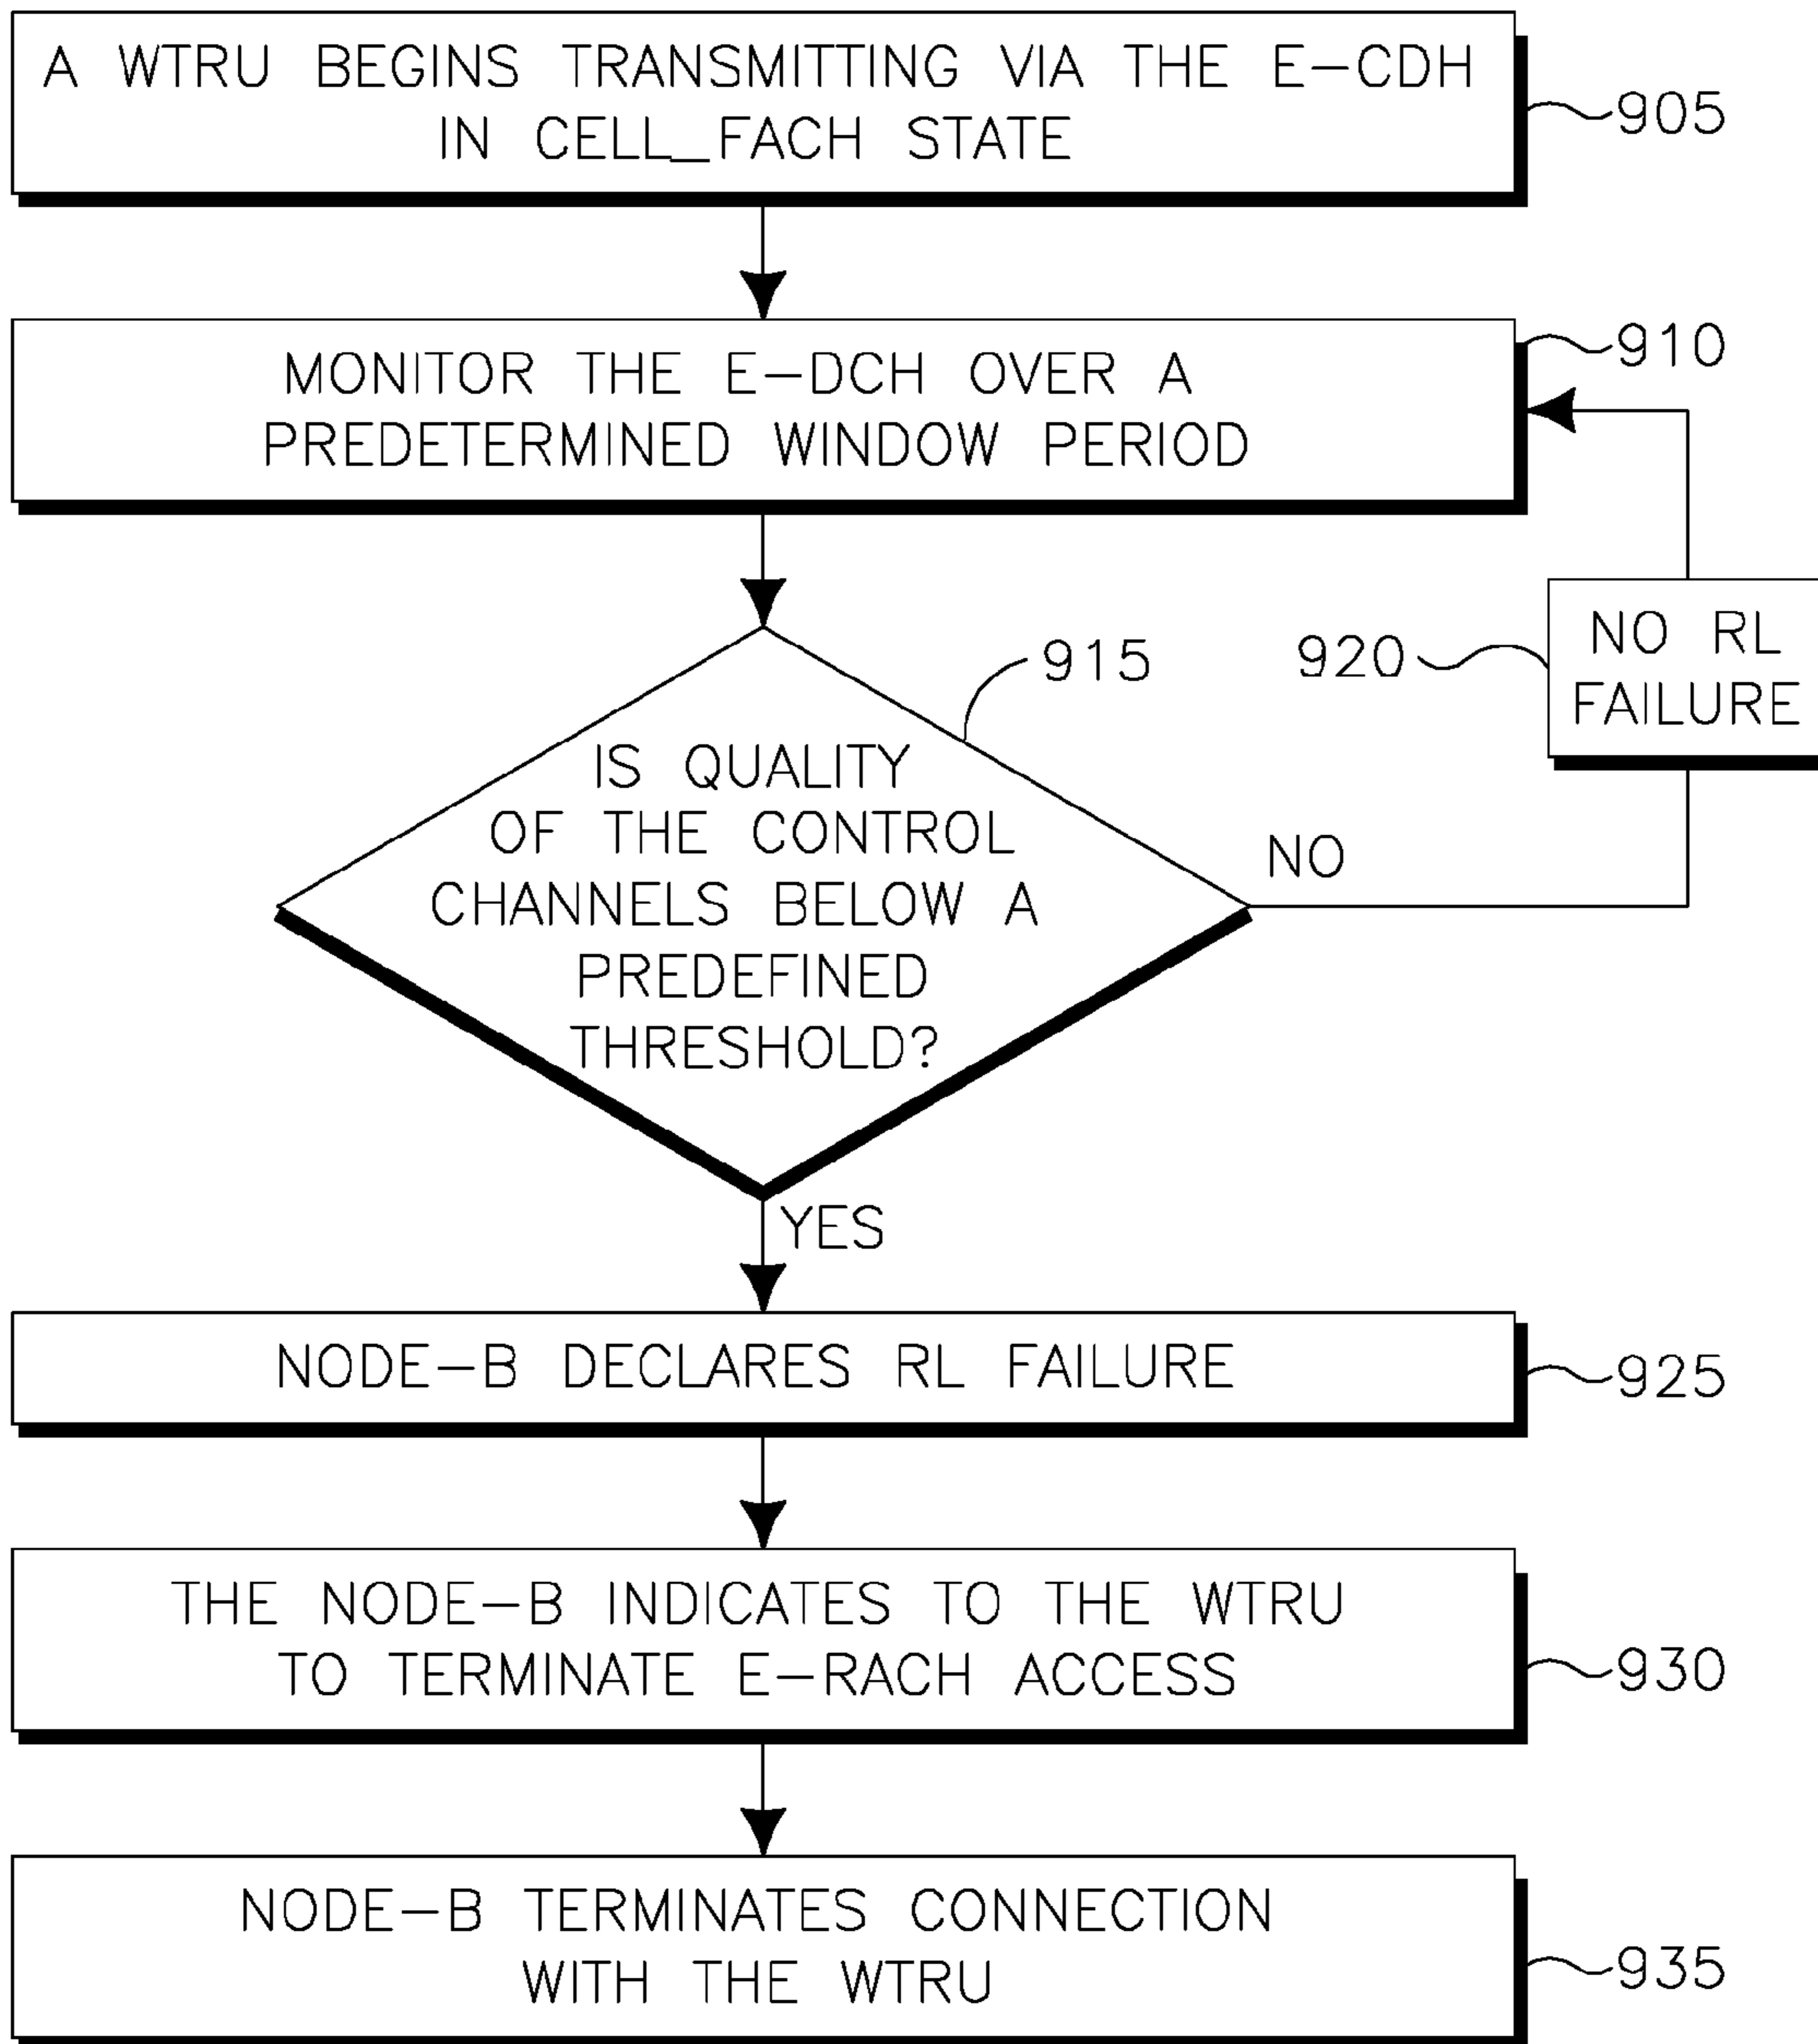 A WTRU BEGINS TRANSMITTING VIA THE E-CDH
IN CELL_FACH STATE
905
MONITOR THE E-DCH OVER A
PREDETERMINED WINDOW PERIOD
910
IS QUALITY
OF THE CONTROL
CHANNELS BELOW A
PREDEFINED
THRESHOLD?
915
920
NO RL
FAILURE
NO
YES
NODE-B DECLARES RL FAILURE
925
THE NODE-B INDICATES TO THE WTRU
TO TERMINATE E-RACH ACCESS
930
NODE-B TERMINATES CONNECTION
WITH THE WTRU
935